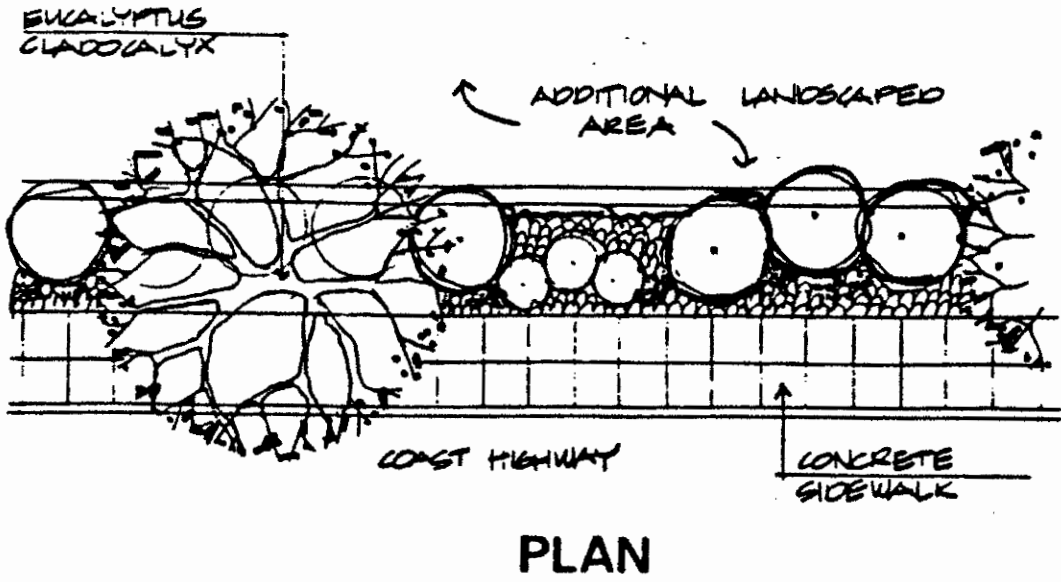 EUCALYPTUS
CLADOCALYX
ADDITIONAL LANDSCAPED
AREA
COAST HIGHWAY
CONCRETE
SIDEWALK
PLAN